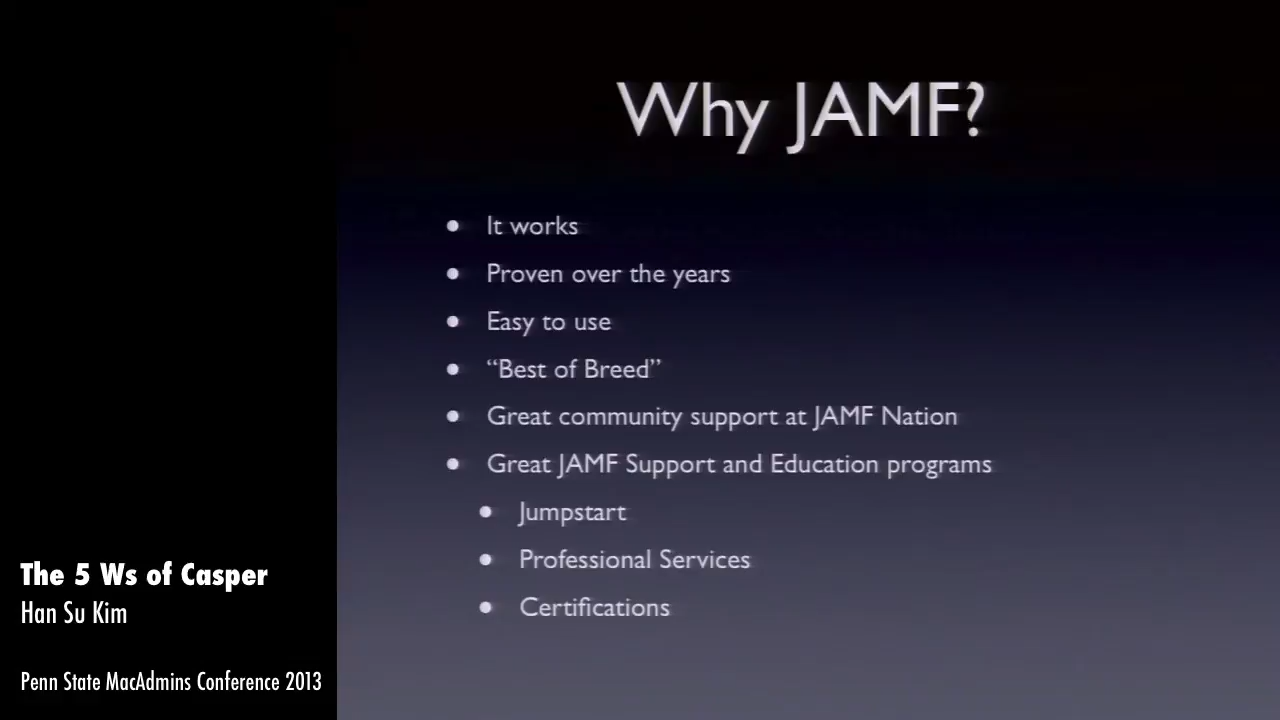 Why JAMF?
• It works
• Proven over the years
• Easy to use
• “Best of Breed”
• Great community support at JAMF Nation
• Great JAMF Support and Education programs
• Jumpstart
• Professional Services
• Certifications
The 5 Ws of Casper
Han Su Kim
Penn State MacAdmins Conference 2013